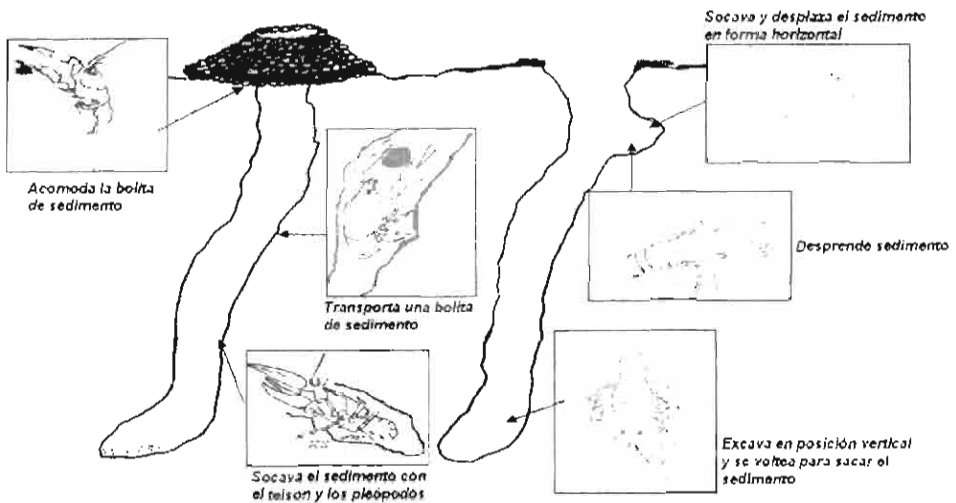 Socava y desplaza el sedimento
en forma horizontal
Acomoda la bolita
de sedimento
Desprende sedimento
Transporta una bolita
de sedimento
Excava en posición vertical
y se voltea para sacar el
sedimento
Socava el sedimento con
el telson y los pleópodos